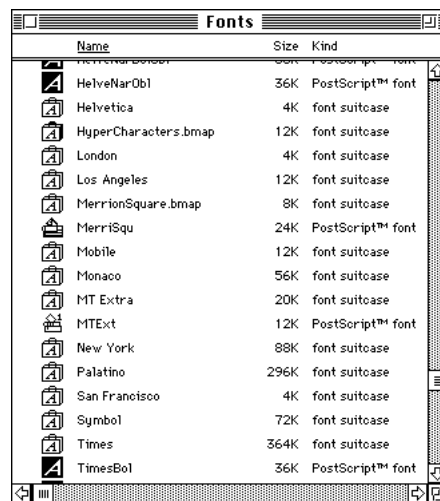 Fonts
Name Size Kind
HelveNarObl 36K PostScript™ font
Helvetica 4K font suitcase
HyperCharacters.bmap 12K font suitcase
London 4K font suitcase
Los Angeles 12K font suitcase
MerrionSquare.bmap 8K font suitcase
MerriSqu 24K PostScript™ font
Mobile 12K font suitcase
Monaco 56K font suitcase
MT Extra 20K font suitcase
MTExt 12K PostScript™ font
New York 88K font suitcase
Palatino 296K font suitcase
San Francisco 4K font suitcase
Symbol 72K font suitcase
Times 364K font suitcase
TimesBol 36K PostScript™ font